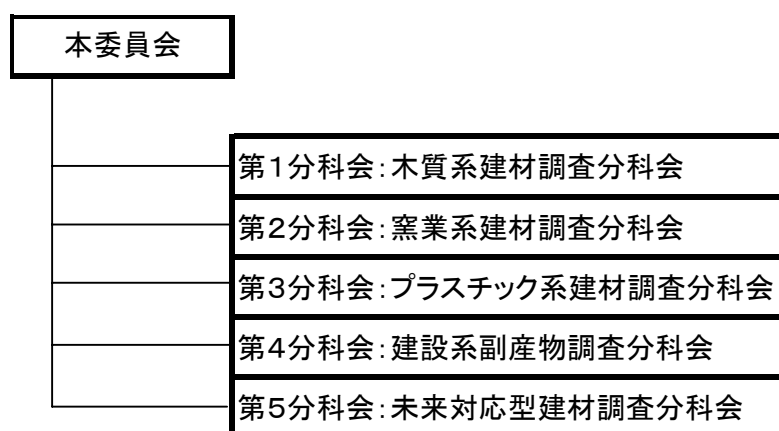 本委員会
第1分科会:木質系建材調査分科会
第2分科会:窯業系建材調査分科会
第3分科会:プラスチック系建材調査分科会
第4分科会:建設系副産物調査分科会
第5分科会:未来対応型建材調査分科会